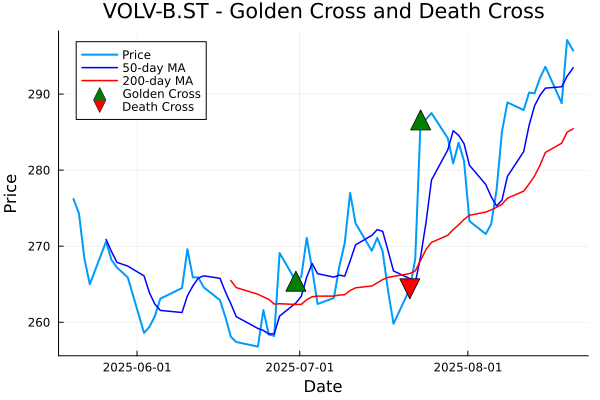 VOLV-B.ST - Golden Cross and Death Cross
Price
50-day MA
200-day MA
Golden Cross
Death Cross
Price
290
280
270
260
2025-06-01
2025-07-01
2025-08-01
Date